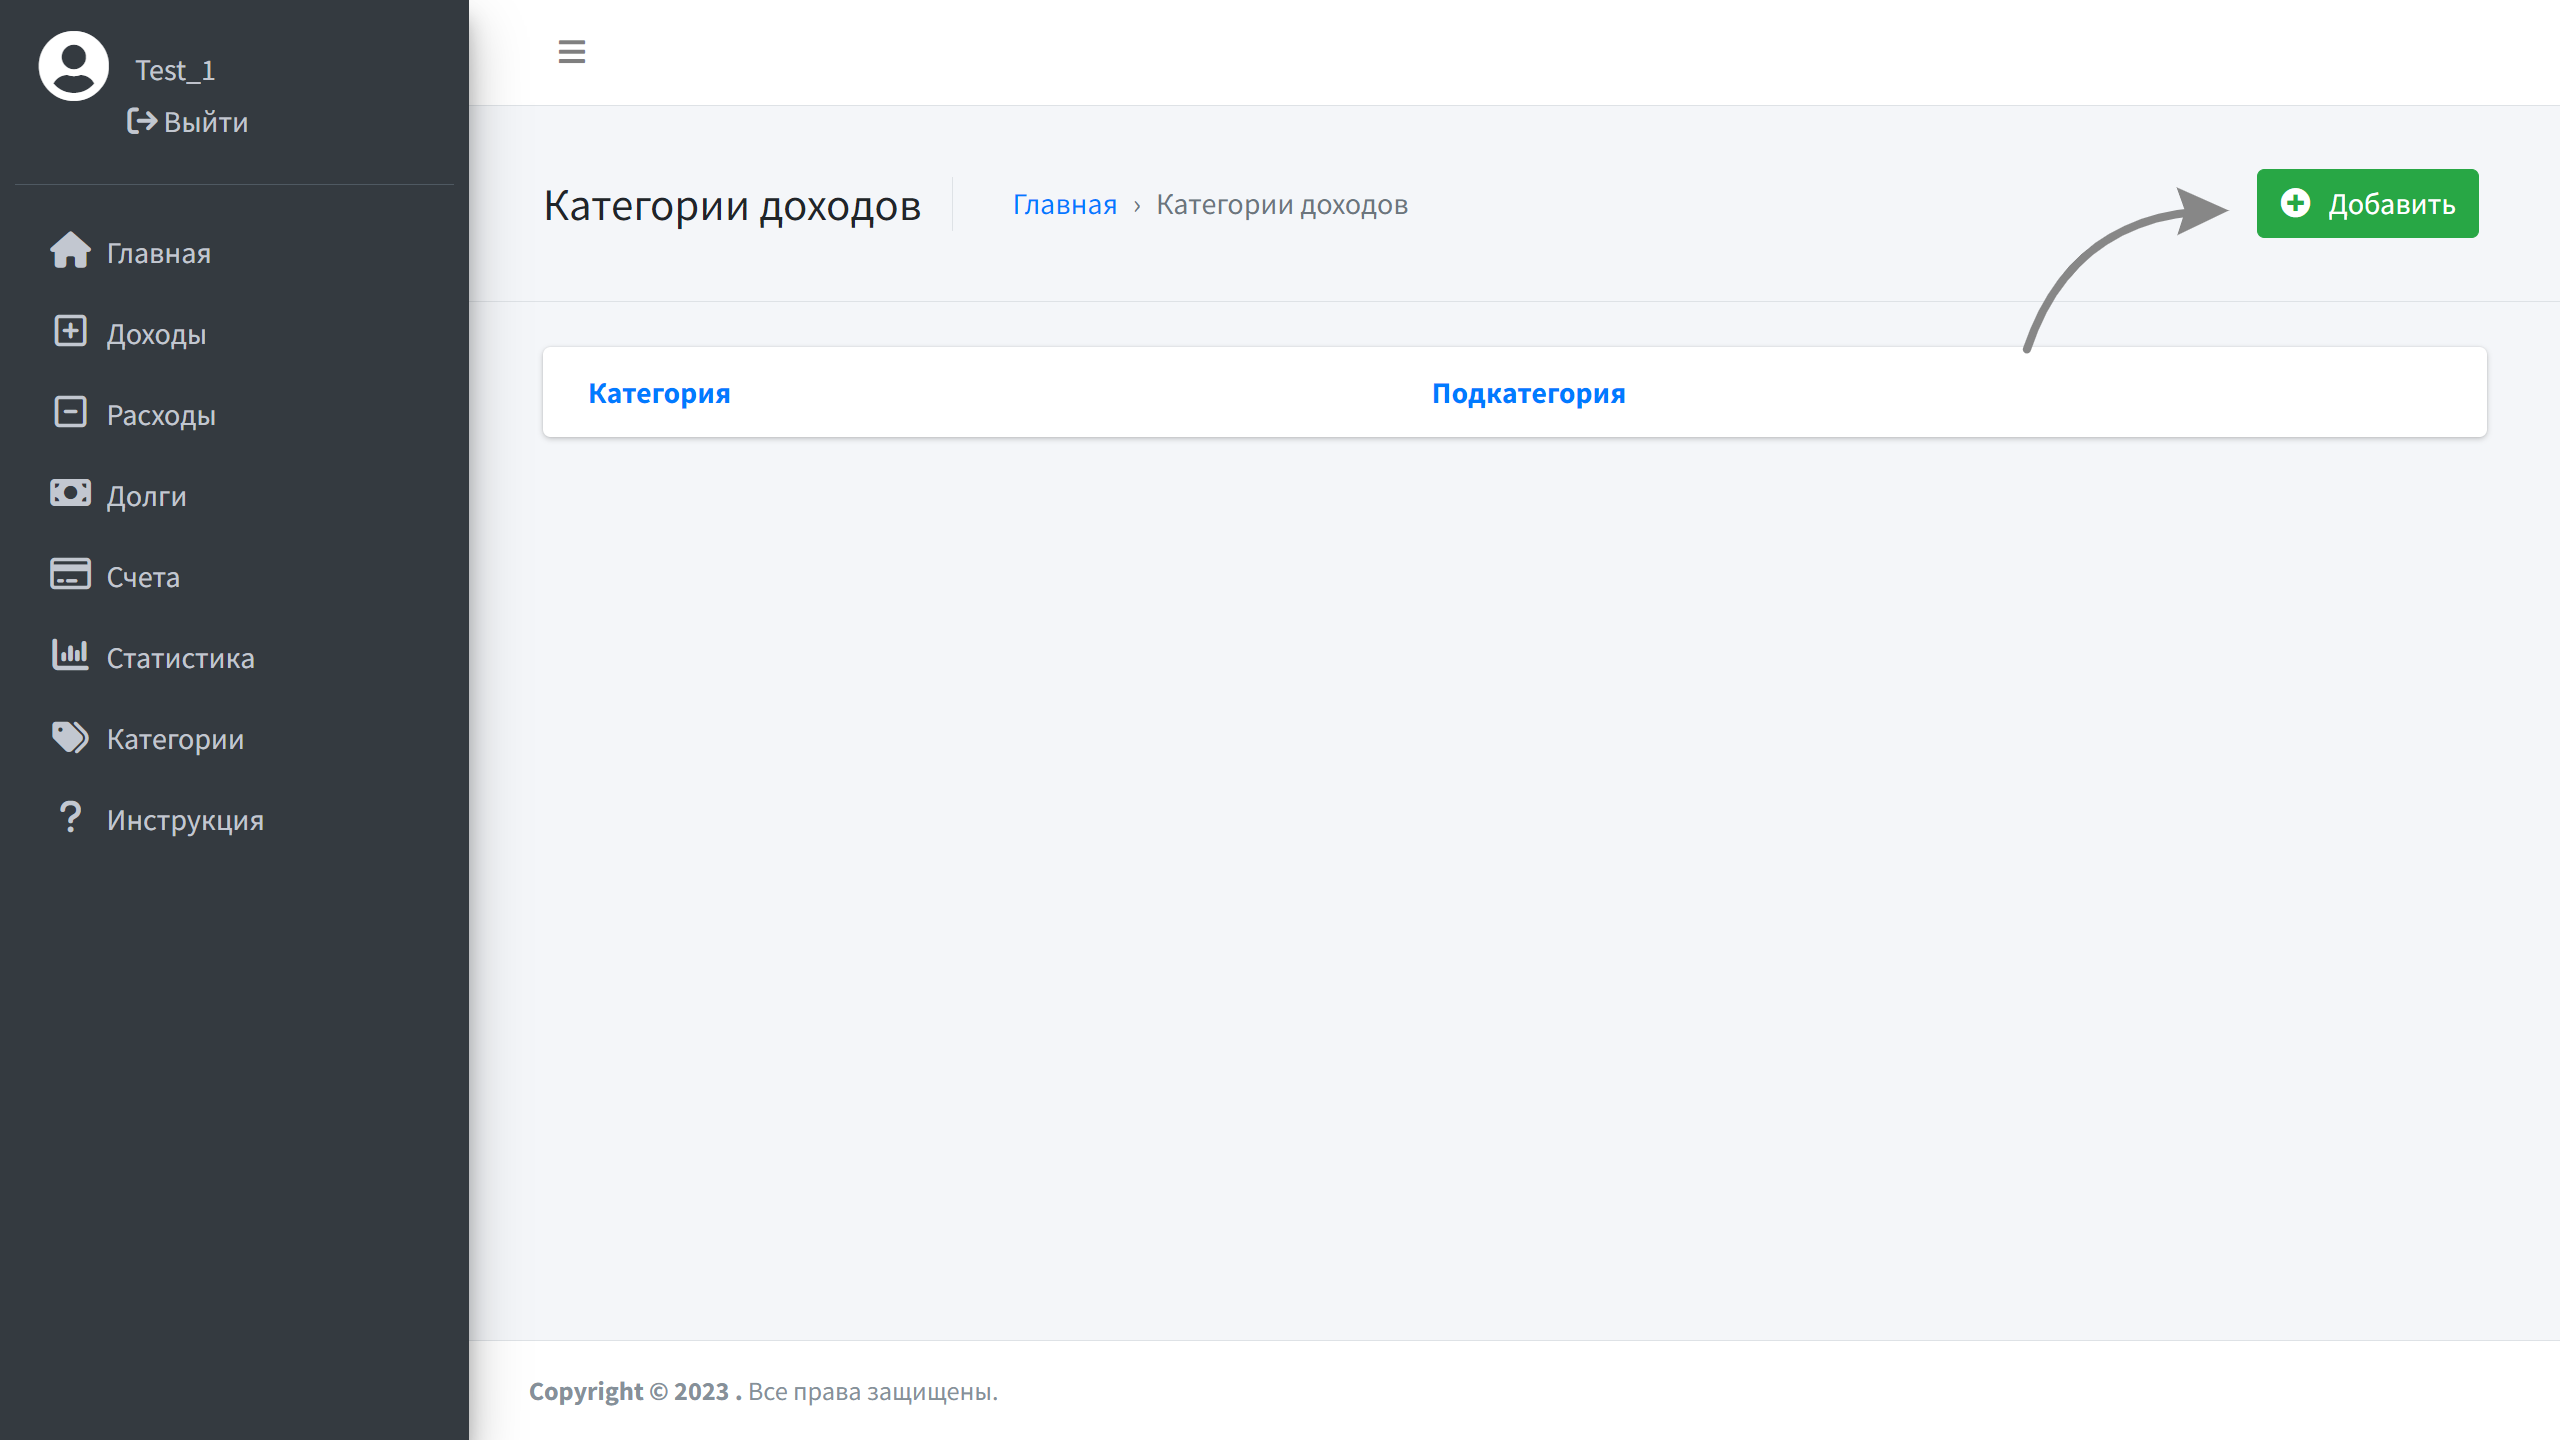 Test_1
Выйти
Главная
Доходы
Расходы
Долги
Счета
Статистика
Категории
Инструкция
Категории доходов
Главная › Категории доходов
Добавить
Категория Подкатегория
Copyright © 2023 . Все права защищены.